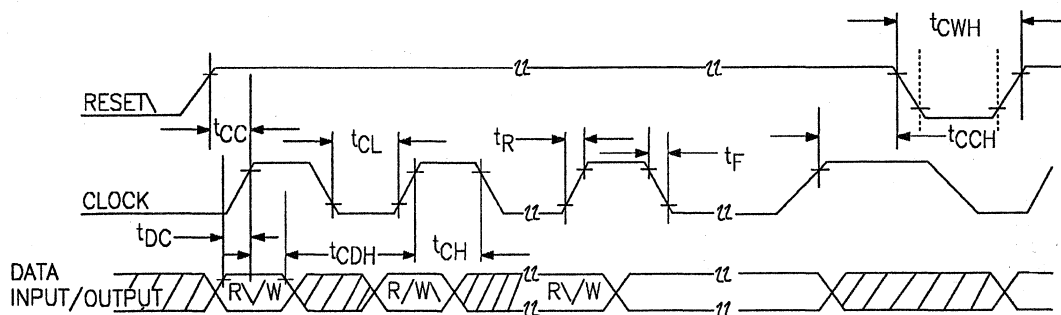 tCWH
RESET\
tCC
tCL
tR
tF
tCCH
CLOCK
tDC
tCDH
tCH
DATA
INPUT/OUTPUT
R\/W
R/W\
R\/W